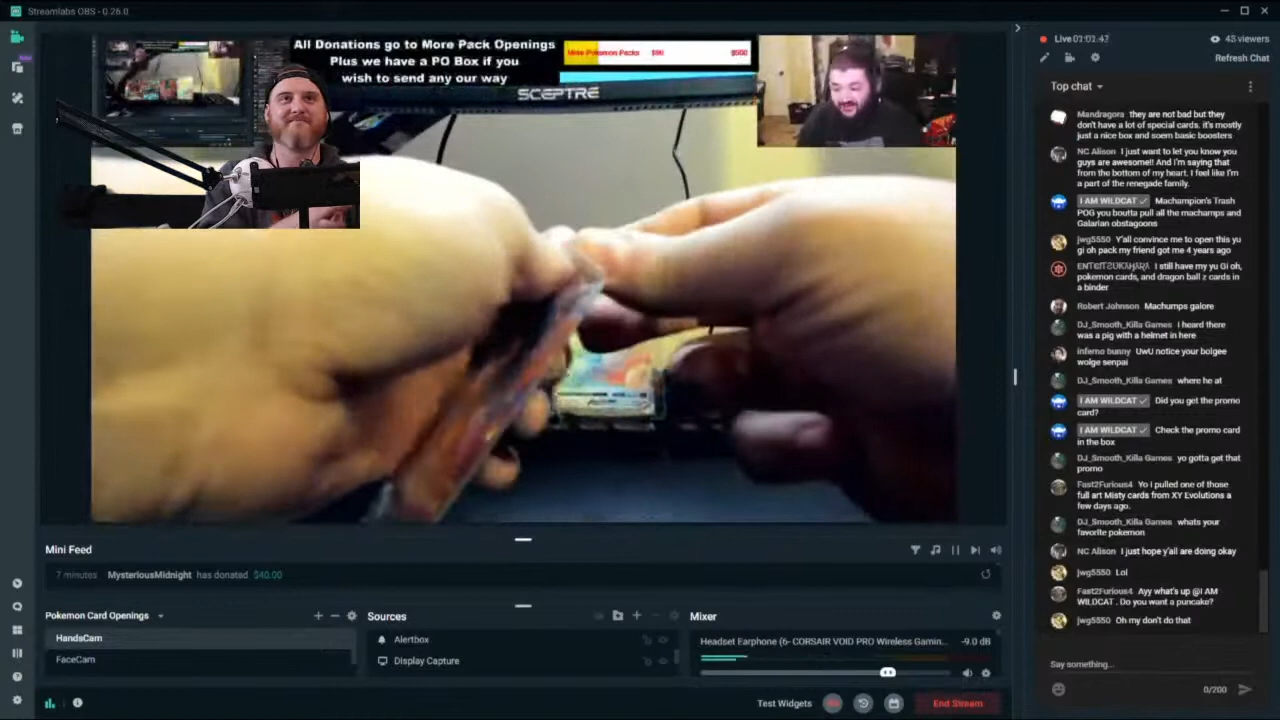 Streamlabs OBS - 0.26.0
All Donations go to More Pack Openings
Plus we have a PO Box if you
wish to send any our way
More Pokemon Packs $90 $500
SCEPTRE
Live 01:01:47
43 viewers
Refresh Chat
Top chat
Mandragora they are not bad but they
don't have a lot of special cards. it's mostly
just a nice box and soem basic boosters
NC Alison I just want to let you know you
guys are awesome!! And I'm saying that
from the bottom of my heart. I feel like I'm
a part of the renegade family.
I AM WILDCAT Machampion's Trash
POG you boutta pull all the machamps and
Galarian obstagoons
jwg5550 Y'all convince me to open this yu
gi oh pack my friend got me 4 years ago
I still have my yu Gi oh,
pokemon cards, and dragon ball z cards in
a binder
Robert Johnson Machumps galore
DJ_Smooth_Killa Games i heard there
was a pig with a helmet in here
inferno bunny UwU notice your bolgee
wolge senpai
DJ_Smooth_Killa Games where he at
I AM WILDCAT Did you get the promo
card?
I AM WILDCAT Check the promo card
in the box
DJ_Smooth_Killa Games yo gotta get that
promo
Fast2Furious4 Yo I pulled one of those
full art Misty cards from XY Evolutions a
few days ago.
DJ_Smooth_Killa Games whats your
favorite pokemon
NC Alison I just hope y'all are doing okay
jwg5550 Lol
Fast2Furious4 Ayy what's up @I AM
WILDCAT . Do you want a puncake?
jwg5550 Oh my don't do that
Say something...
0/200
Mini Feed
7 minutes MysteriousMidnight has donated $40.00
Pokemon Card Openings
HandsCam
FaceCam
Sources
Alertbox
Display Capture
Mixer
Headset Earphone (6- CORSAIR VOID PRO Wireless Gamin... -9.0 dB
Test Widgets
End Stream